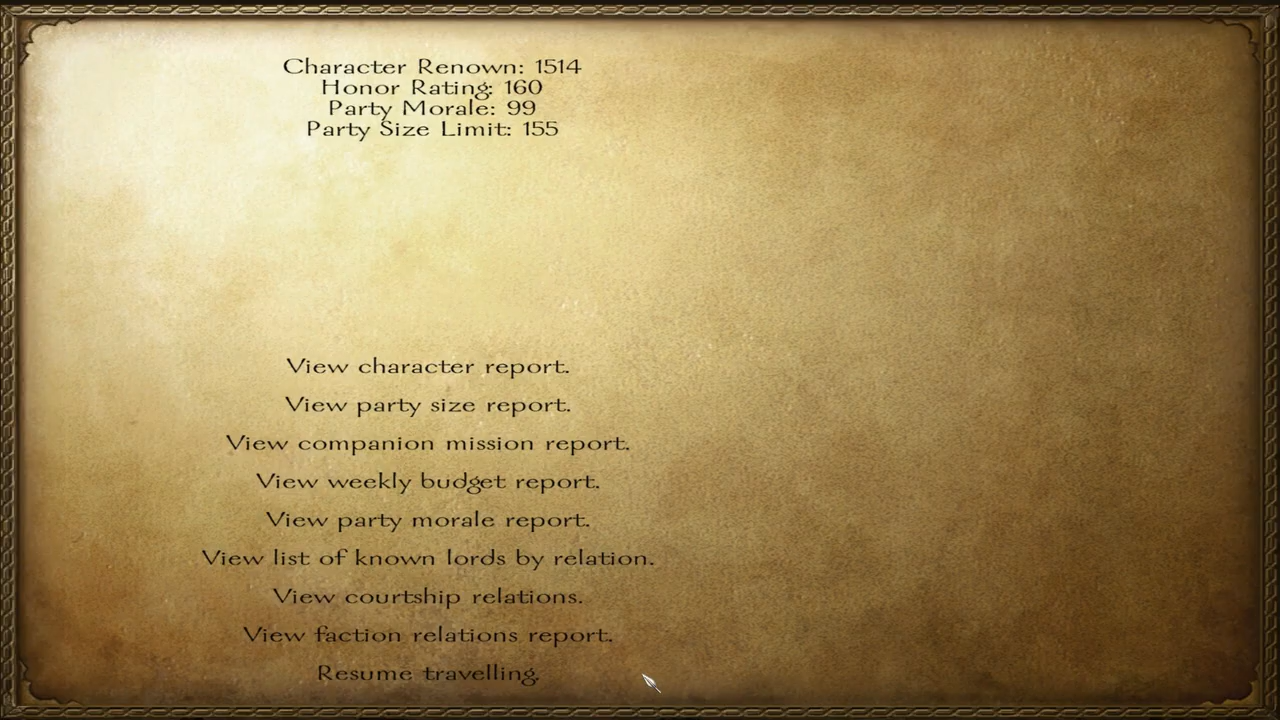 Character Renown: 1514
Honor Rating: 160
Party Morale: 99
Party Size Limit: 155
View character report.
View party size report.
View companion mission report.
View weekly budget report.
View party morale report.
View list of known lords by relation.
View courtship relations.
View faction relations report.
Resume travelling.